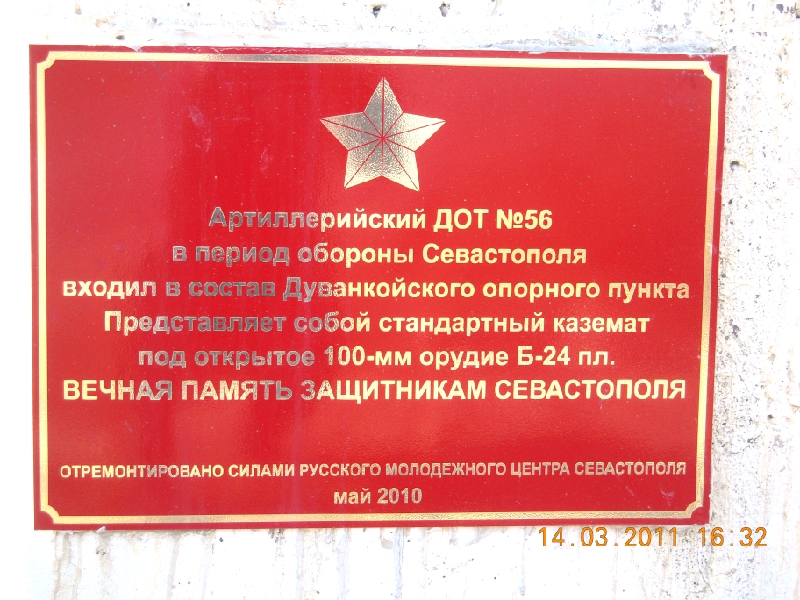 Артиллерийский ДОТ №56
в период обороны Севастополя
входил в состав Дуванкойского опорного пункта
Представляет собой стандартный каземат
под открытое 100-мм орудие Б-24 пл.
ВЕЧНАЯ ПАМЯТЬ ЗАЩИТНИКАМ СЕВАСТОПОЛЯ
ОТРЕМОНТИРОВАНО СИЛАМИ РУССКОГО МОЛОДЕЖНОГО ЦЕНТРА СЕВАСТОПОЛЯ
май 2010
14.03.2011 16:32